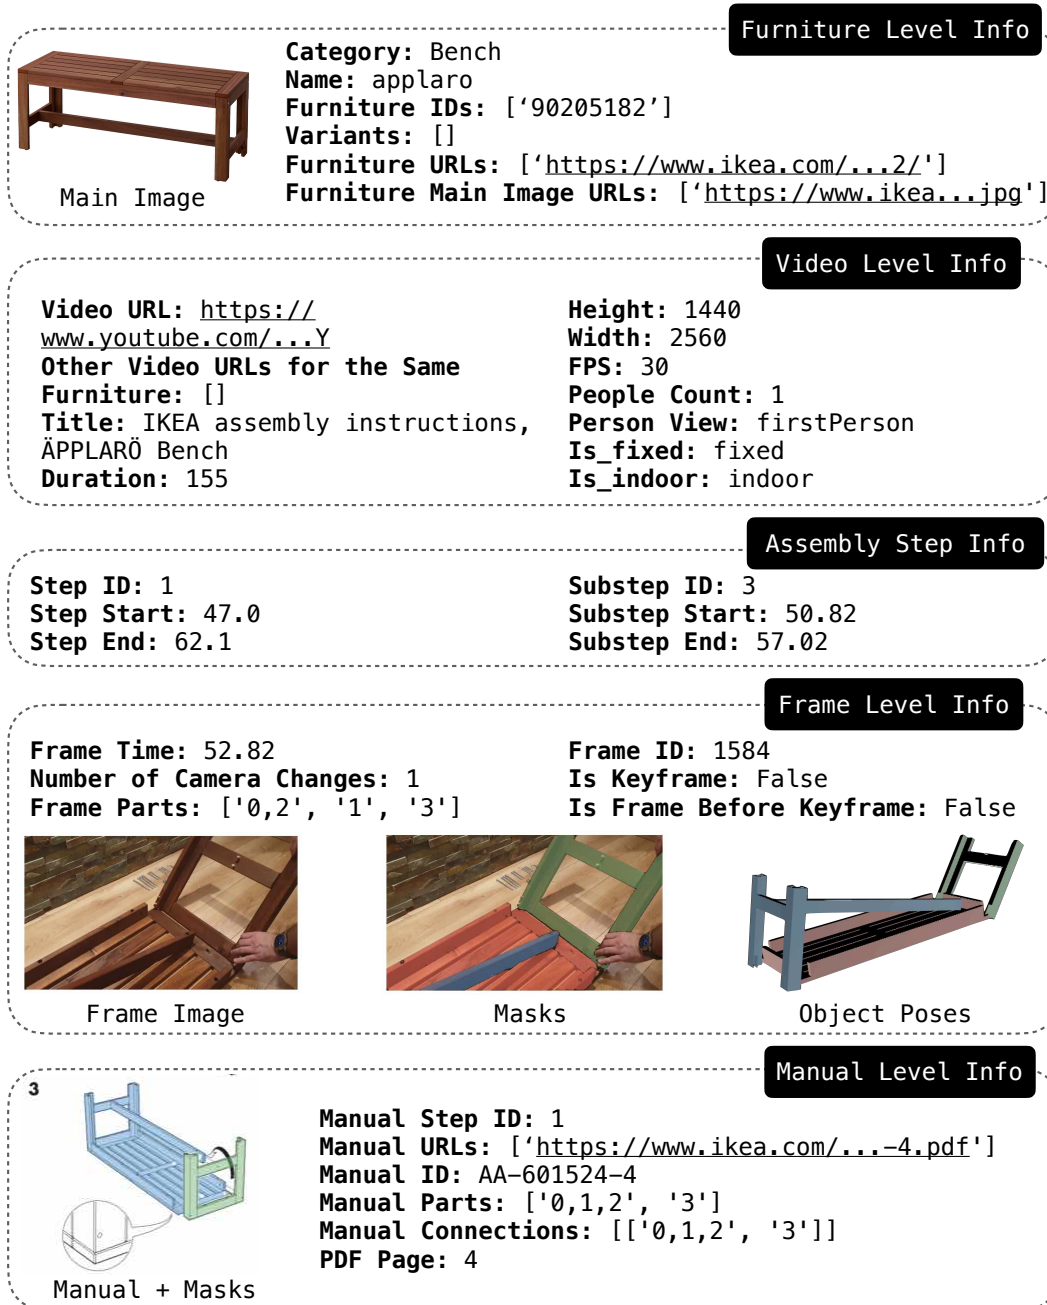 Furniture Level Info
Category: Bench
Name: applaro
Furniture IDs: [‘90205182’]
Variants: []
Furniture URLs: [‘https://www.ikea.com/...2/']
Furniture Main Image URLs: [‘https://www.ikea...jpg']
Main Image
Video Level Info
Video URL: https://
www.youtube.com/...Y
Other Video URLs for the Same
Furniture: []
Title: IKEA assembly instructions,
ÄPPLARÖ Bench
Duration: 155
Height: 1440
Width: 2560
FPS: 30
People Count: 1
Person View: firstPerson
Is_fixed: fixed
Is_indoor: indoor
Assembly Step Info
Step ID: 1
Step Start: 47.0
Step End: 62.1
Substep ID: 3
Substep Start: 50.82
Substep End: 57.02
Frame Level Info
Frame Time: 52.82
Number of Camera Changes: 1
Frame Parts: ['0,2', '1', '3']
Frame ID: 1584
Is Keyframe: False
Is Frame Before Keyframe: False
Frame Image
Masks
Object Poses
Manual Level Info
3
Manual + Masks
Manual Step ID: 1
Manual URLs: [‘https://www.ikea.com/...-4.pdf']
Manual ID: AA-601524-4
Manual Parts: ['0,1,2', '3']
Manual Connections: [['0,1,2', '3']]
PDF Page: 4